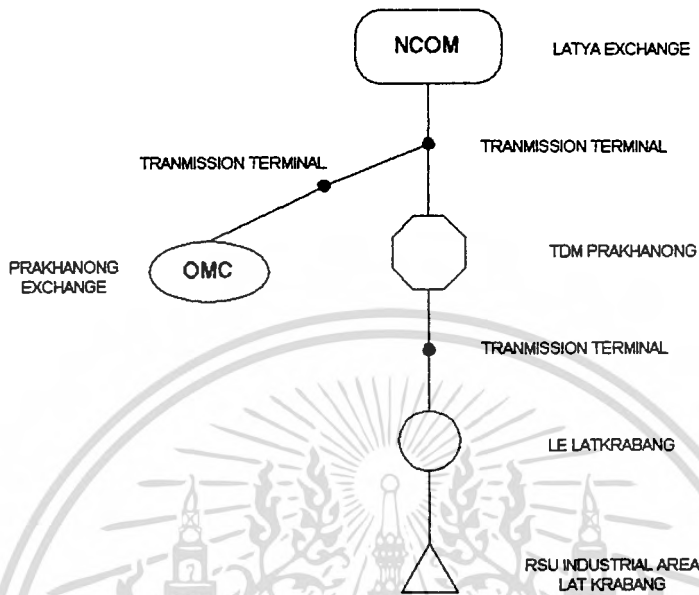 NCOM
LATYA EXCHANGE
TRANMISSION TERMINAL
TRANMISSION TERMINAL
OMC
PRAKHANONG
EXCHANGE
TDM PRAKHANONG
TRANMISSION TERMINAL
LE LATKRABANG
RSU INDUSTRIAL AREA
LAT KRABANG